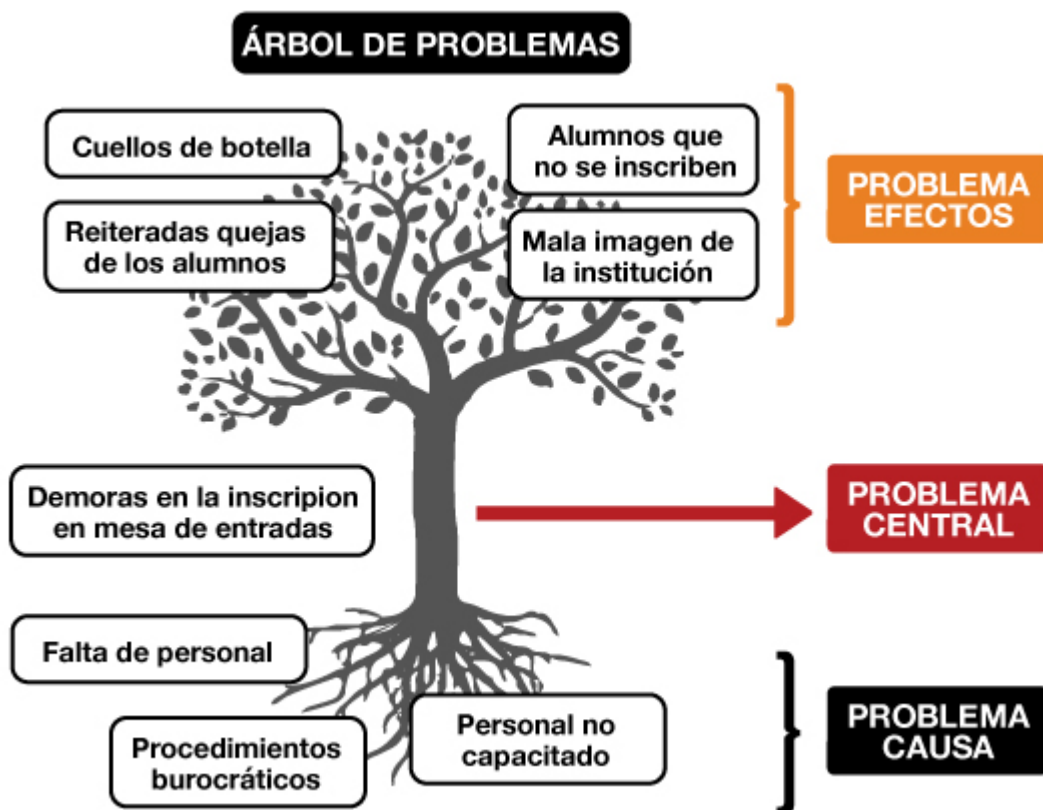 ÁRBOL DE PROBLEMAS
Cuellos de botella
Alumnos que
no se inscriben
Reiteradas quejas
de los alumnos
Mala imagen de
la institución
PROBLEMA
EFECTOS
Demoras en la inscripion
en mesa de entradas
PROBLEMA
CENTRAL
Falta de personal
Procedimientos
burocráticos
Personal no
capacitado
PROBLEMA
CAUSA